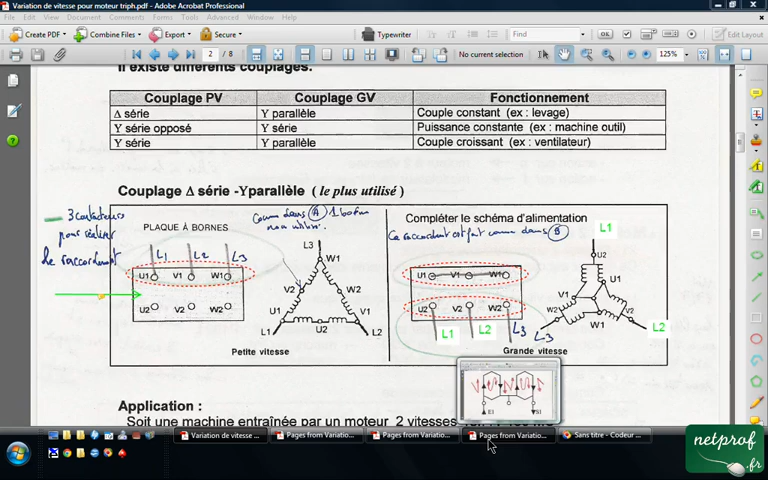 Variation de vitesse pour moteur triph.pdf - Adobe Acrobat Professional
File Edit View Document Comments Forms Tools Advanced Window Help
Create PDF Combine Files Export Secure Typewriter No current selection Find Edit Layout
2 / 8 125%
Il existe différents couplages.
Couplage PV Couplage GV Fonctionnement
Δ série Y parallèle Couple constant (ex : levage)
Y série opposé Y série Puissance constante (ex : machine outil)
Y série Y parallèle Couple croissant (ex : ventilateur)
Couplage Δ série -Yparallèle ( le plus utilisé )
3 contacteurs
pour réaliser
le raccordement
PLAQUE À BORNES
L1 L2 L3
U1 V1 W1
U2 V2 W2
Comme dans A 1 borne
non utilisée.
L3
W1
V2 W2
U1 V1
L1 U2 L2
Petite vitesse
Compléter le schéma d'alimentation
Ce raccordement est fait comme dans B
U1 V1 W1
U2 V2 W2
L1 L2 L3
L1
U2
U1
V1
W2 V2
W1
L3 L2
Grande vitesse
E1 S1
Application :
Soit une machine entraînée par un moteur 2 vitesses
Variation de vitesse ... Pages from Variatio... Pages from Variatio... Pages from Variatio... Sans titre - Codeur ...
netprof
.fr